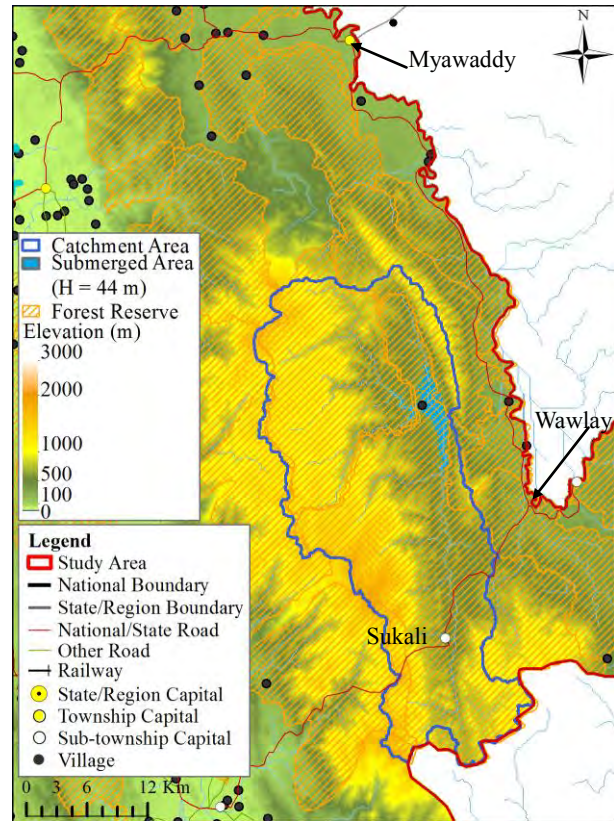 N
Myawaddy
Catchment Area
Submerged Area
(H = 44 m)
Forest Reserve
Elevation (m)
3000
2000
1000
500
100
0
Wawlay
Legend
Study Area
National Boundary
State/Region Boundary
National/State Road
Other Road
Railway
State/Region Capital
Township Capital
Sub-township Capital
Village
0 3 6 12 Km
Sukali